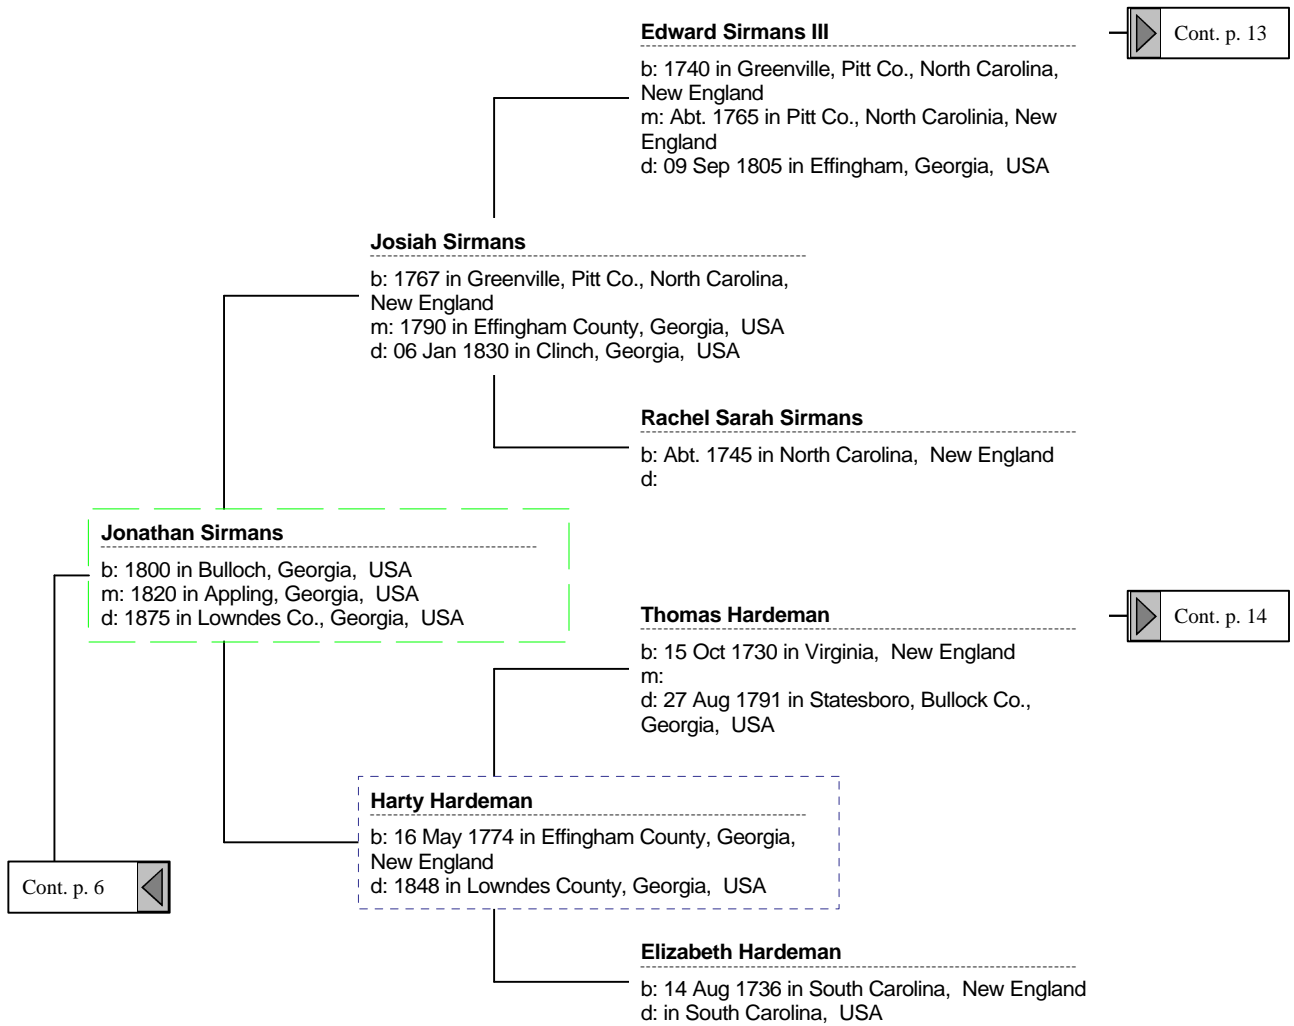 Edward Sirmans III
b: 1740 in Greenville, Pitt Co., North Carolina,
New England
m: Abt. 1765 in Pitt Co., North Carolinia, New
England
d: 09 Sep 1805 in Effingham, Georgia, USA
Cont. p. 13
Josiah Sirmans
b: 1767 in Greenville, Pitt Co., North Carolina,
New England
m: 1790 in Effingham County, Georgia, USA
d: 06 Jan 1830 in Clinch, Georgia, USA
Rachel Sarah Sirmans
b: Abt. 1745 in North Carolina, New England
d:
Jonathan Sirmans
b: 1800 in Bulloch, Georgia, USA
m: 1820 in Appling, Georgia, USA
d: 1875 in Lowndes Co., Georgia, USA
Thomas Hardeman
b: 15 Oct 1730 in Virginia, New England
m:
d: 27 Aug 1791 in Statesboro, Bullock Co.,
Georgia, USA
Cont. p. 14
Harty Hardeman
b: 16 May 1774 in Effingham County, Georgia,
New England
d: 1848 in Lowndes County, Georgia, USA
Cont. p. 6
Elizabeth Hardeman
b: 14 Aug 1736 in South Carolina, New England
d: in South Carolina, USA